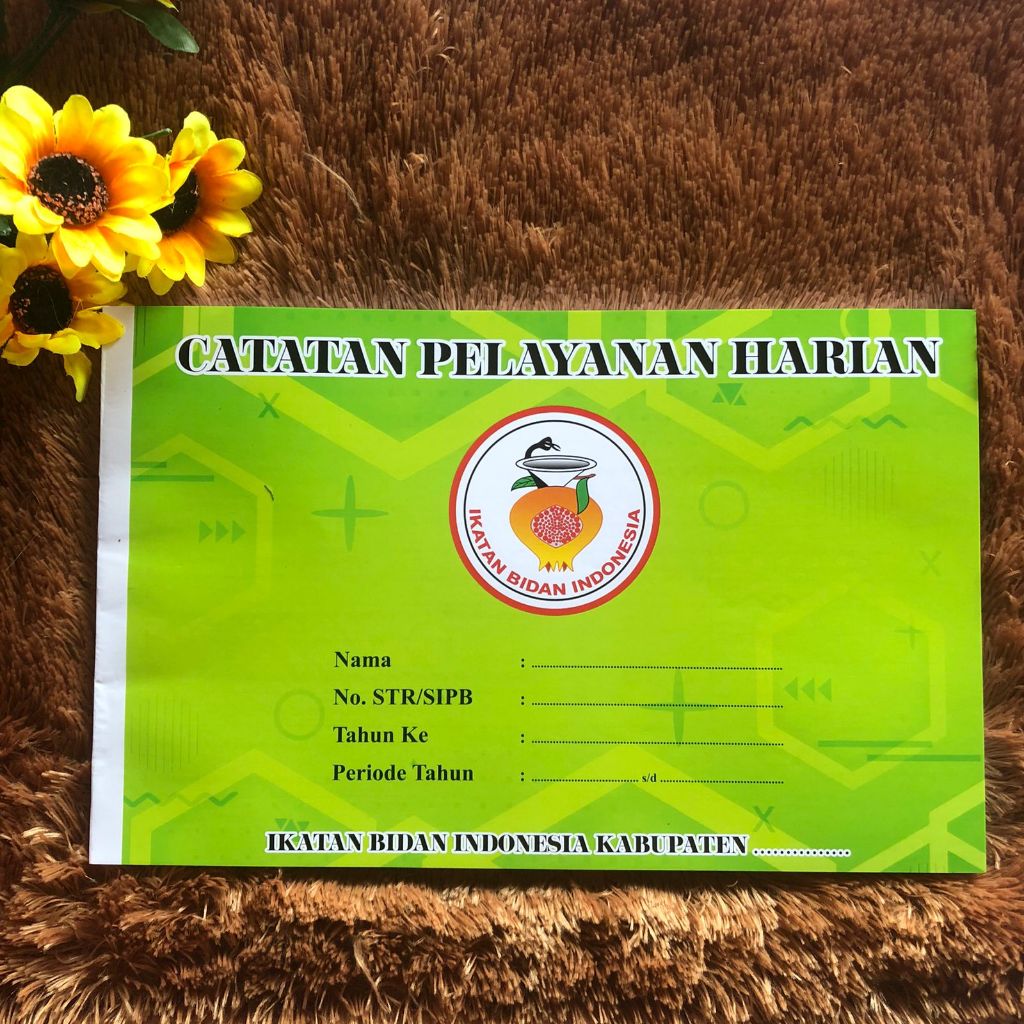 CATATAN PELAYANAN HARIAN
IKATAN BIDAN INDONESIA
Nama : ..............................
No. STR/SIPB : ..............................
Tahun Ke : ..............................
Periode Tahun : ............... s/d ...............
IKATAN BIDAN INDONESIA KABUPATEN ...............